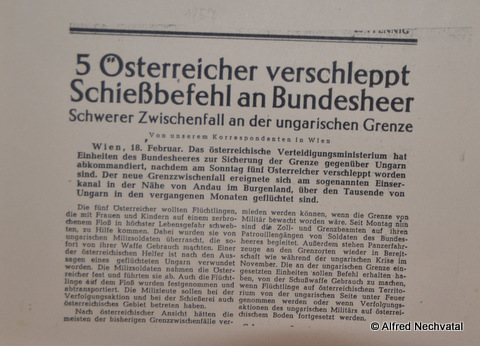 PFENNIG
5 Österreicher verschleppt
Schießbefehl an Bundesheer
Schwerer Zwischenfall an der ungarischen Grenze
Von unserem Korrespondenten in Wien
Wien, 18. Februar. Das österreichische Verteidigungsministerium hat
Einheiten des Bundesheeres zur Sicherung der Grenze gegenüber Ungarn
abkommandiert, nachdem am Sonntag fünf Österreicher verschleppt worden
sind. Der neue Grenzzwischenfall ereignete sich am sogenannten Einser-
kanal in der Nähe von Andau im Burgenland, über den Tausende von
Ungarn in den vergangenen Monaten geflüchtet sind.
Die fünf Österreicher wollten Flüchtlingen,
die mit Frauen und Kindern auf einem zerbro-
chenem Floß in höchster Lebensgefahr schweb-
ten, zu Hilfe kommen. Dabei wurden sie von
ungarischen Milizsoldaten überrascht, die so-
fort von ihrer Waffe Gebrauch machten. Einer
der österreichischen Helfer ist nach den Aus-
sagen eines geflüchteten Ungarn verwundet
worden. Die Milizsoldaten nahmen die Öster-
reicher fest und führten sie ab. Auch die Flücht-
linge auf dem Floß wurden festgenommen und
abtransportiert. Die Milizleute sollen bei der
Verfolgungsaktion und bei der Schießerei auch
österreichisches Gebiet betreten haben.
Nach österreichischer Ansicht hätten die
meisten der bisherigen Grenzzwischenfälle ver-
mieden werden können, wenn die Grenze von
Militär bewacht worden wäre. Seit Montag nin
sind die Zoll- und Grenzbeamten auf ihren
Patrouillengängen von Soldaten des Bundes-
heeres begleitet. Außerdem stehen Panzerfahr-
zeuge an den Grenzorten wieder in Bereit-
schaft wie während der ungarischen Krise im
November. Die an der ungarischen Grenze ein-
gesetzten Einheiten sollen Befehl erhalten ha-
ben, von der Schußwaffe Gebrauch zu machen,
wenn Flüchtlinge auf österreichischem Territo-
rium von der ungarischen Seite unter Feuer
genommen werden oder wenn Verfolgungs-
aktionen des ungarischen Militärs auf österrei-
chischem Boden fortgesetzt werden.
© Alfred Nechvatal